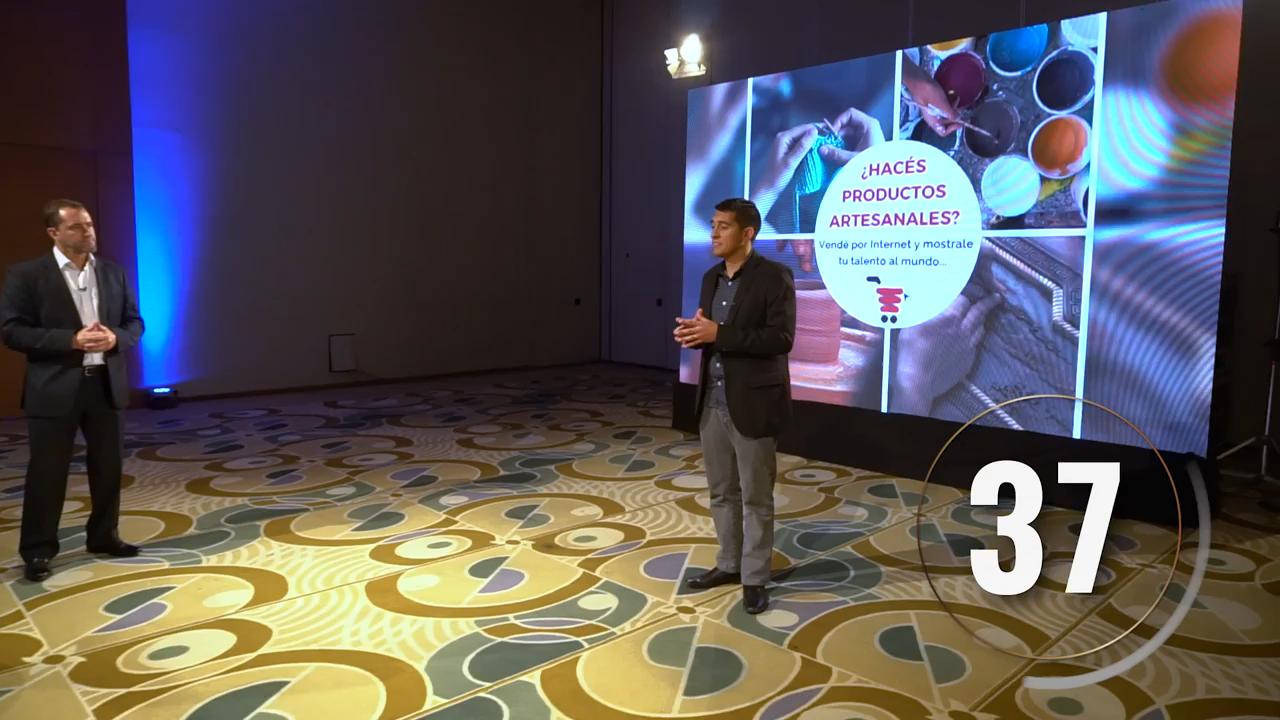 ¿HACÉS
PRODUCTOS
ARTESANALES?
Vendé por Internet y mostrale
tu talento al mundo...
37